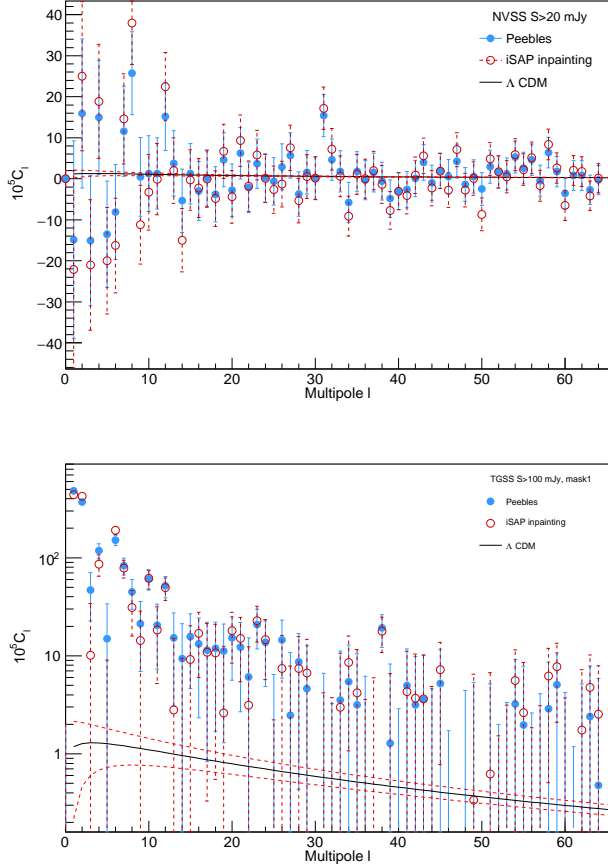 NVSS S>20 mJy
Peebles
iSAP inpainting
Λ CDM
10⁵C_l
40
30
20
10
0
−10
−20
−30
−40
0 10 20 30 40 50 60
Multipole l
TGSS S>100 mJy, mask1
Peebles
iSAP inpainting
Λ CDM
10⁵C_l
10²
10
1
0 10 20 30 40 50 60
Multipole l